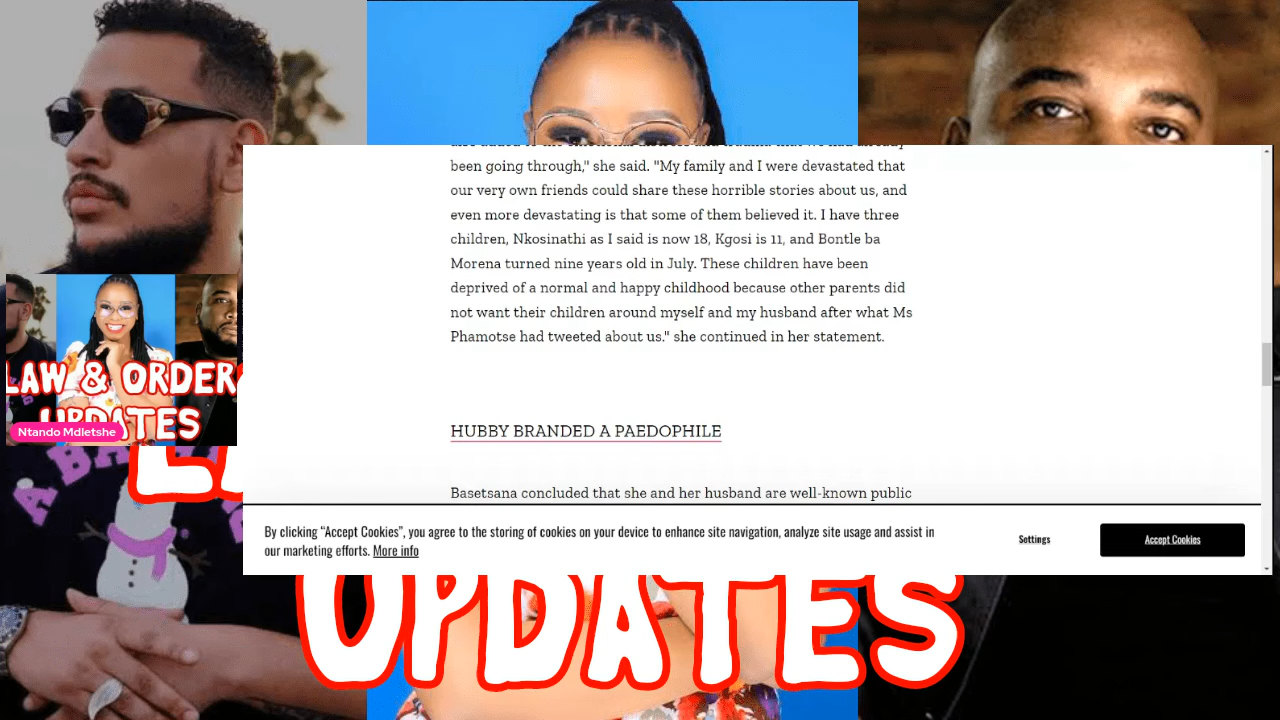 been going through," she said. "My family and I were devastated that
our very own friends could share these horrible stories about us, and
even more devastating is that some of them believed it. I have three
children, Nkosinathi as I said is now 18, Kgosi is 11, and Bontle ba
Morena turned nine years old in July. These children have been
deprived of a normal and happy childhood because other parents did
not want their children around myself and my husband after what Ms
Phamotse had tweeted about us." she continued in her statement.
LAW & ORDER
UPDATES
Ntando Mdletshe
HUBBY BRANDED A PAEDOPHILE
Basetsana concluded that she and her husband are well-known public
By clicking “Accept Cookies”, you agree to the storing of cookies on your device to enhance site navigation, analyze site usage and assist in
our marketing efforts. More info
Settings
Accept Cookies
A BA
UPDATES